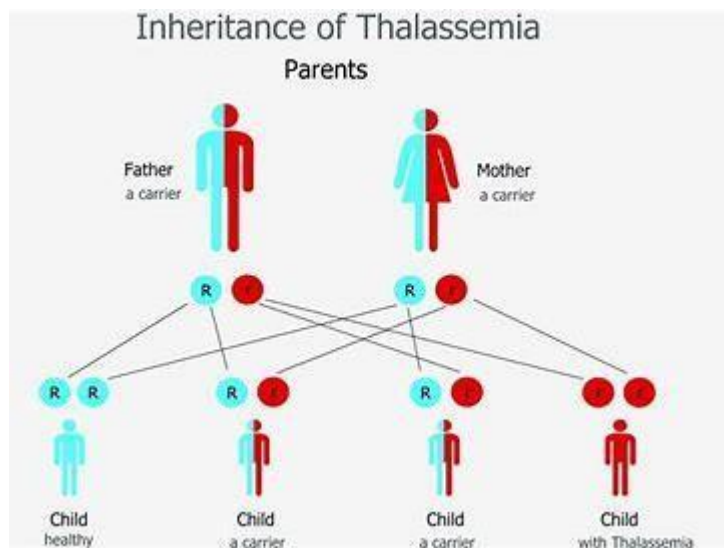 Inheritance of Thalassemia
Parents
Father
a carrier
Mother
a carrier
R r R r
R R R r R r r r
Child
healthy
Child
a carrier
Child
a carrier
Child
with Thalassemia